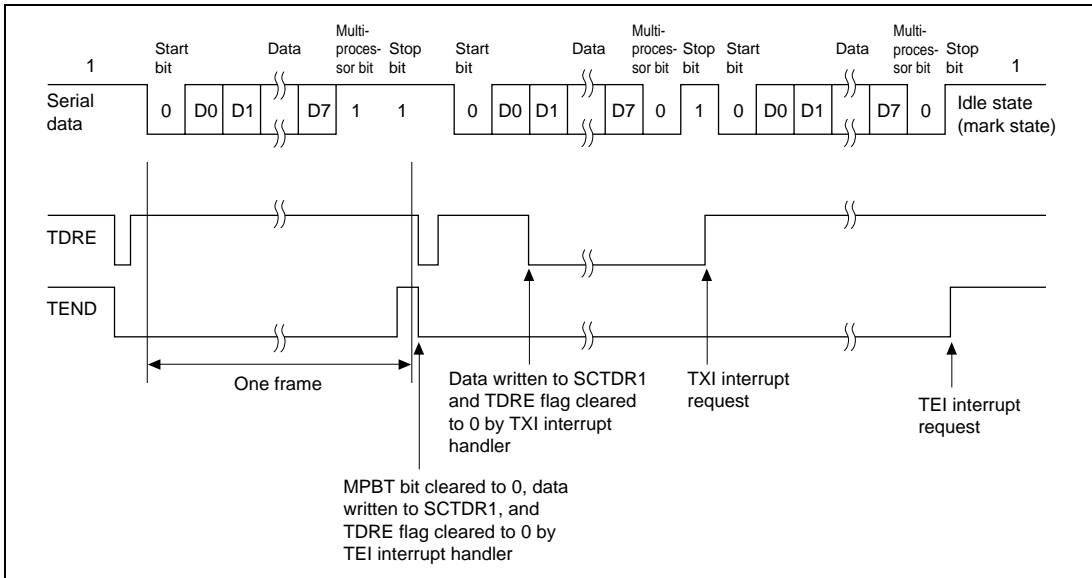 1
Start
bit
Data
Multi-
proces-
sor bit
Stop
bit
Start
bit
Data
Multi-
proces-
sor bit
Stop
bit
Start
bit
Data
Multi-
proces-
sor bit
Stop
bit
1
Serial
data
0 D0 D1 D7 1 1 0 D0 D1 D7 0 1 0 D0 D1 D7 0
Idle state
(mark state)
TDRE
TEND
One frame
Data written to SCTDR1
and TDRE flag cleared
to 0 by TXI interrupt
handler
TXI interrupt
request
TEI interrupt
request
MPBT bit cleared to 0, data
written to SCTDR1, and
TDRE flag cleared to 0 by
TEI interrupt handler